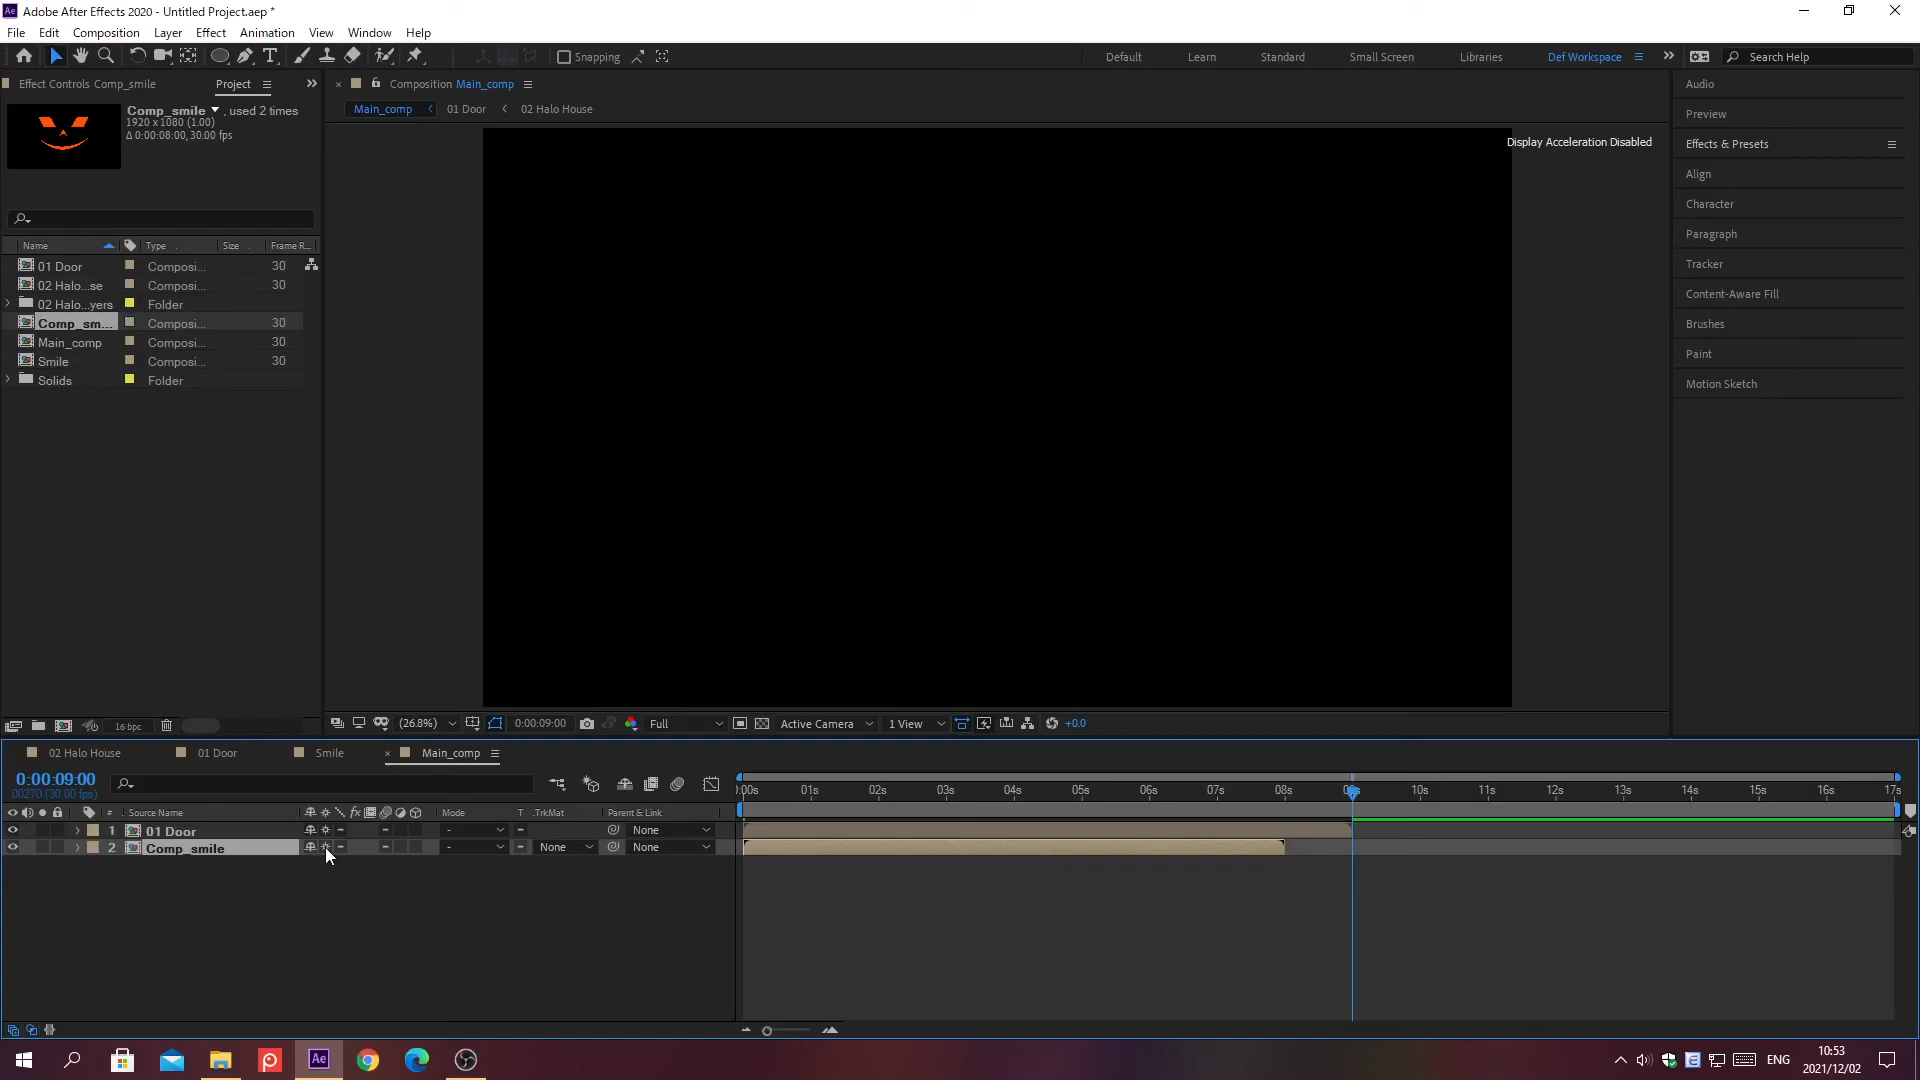 Adobe After Effects 2020 - Untitled Project.aep *
File Edit Composition Layer Effect Animation View Window Help
Snapping Default Learn Standard Small Screen Libraries Def Workspace Search Help
Effect Controls Comp_smile Project
Composition Main_comp
Main_comp 01 Door 02 Halo House
Comp_smile , used 2 times
1920 x 1080 (1.00)
Δ 0:00:08:00, 30.00 fps
Display Acceleration Disabled
Name Type Size Frame R...
01 Door Composi... 30
02 Halo...se Composi... 30
02 Halo...yers Folder
Comp_sm... Composi... 30
Main_comp Composi... 30
Smile Composi... 30
Solids Folder
Audio
Preview
Effects & Presets
Align
Character
Paragraph
Tracker
Content-Aware Fill
Brushes
Paint
Motion Sketch
16 bpc
(26.8%) 0:00:09:00 Full Active Camera 1 View +0.0
02 Halo House 01 Door Smile Main_comp
0:00:09:00
00270 (30.00 fps)
01s 02s 03s 04s 05s 06s 07s 08s 10s 11s 12s 13s 14s 15s 16s 17s
# Source Name Mode T .TrkMat Parent & Link
1 01 Door - None
2 Comp_smile - None None
Ae
ENG
10:53
2021/12/02